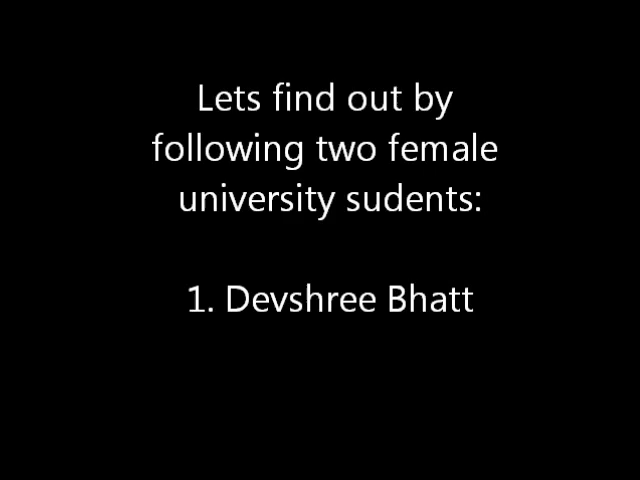 Lets find out by
following two female
university sudents:
1. Devshree Bhatt